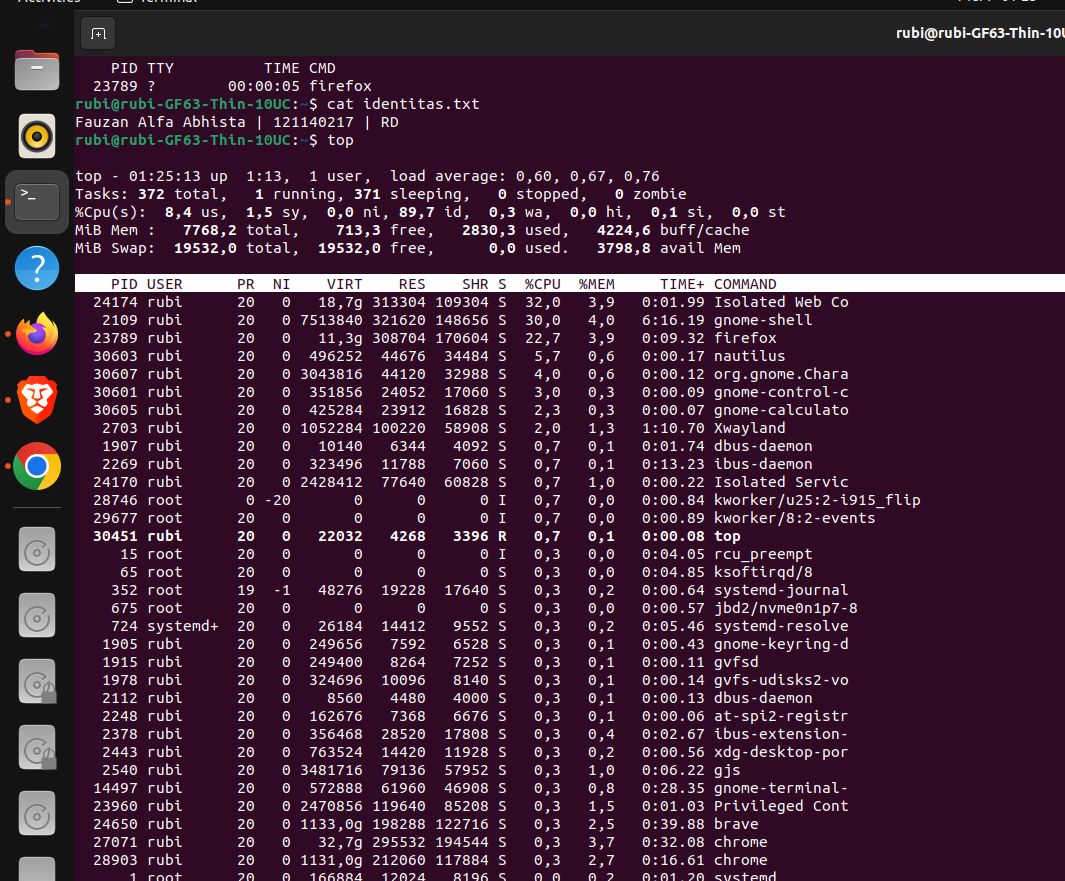 rubi@rubi-GF63-Thin-10U
PID TTY          TIME CMD
23789 ?        00:00:05 firefox
rubi@rubi-GF63-Thin-10UC:~$ cat identitas.txt
Fauzan Alfa Abhista | 121140217 | RD
rubi@rubi-GF63-Thin-10UC:~$ top
top - 01:25:13 up  1:13,  1 user,  load average: 0,60, 0,67, 0,76
Tasks: 372 total,   1 running, 371 sleeping,   0 stopped,   0 zombie
%Cpu(s):  8,4 us,  1,5 sy,  0,0 ni, 89,7 id,  0,3 wa,  0,0 hi,  0,1 si,  0,0 st
MiB Mem :   7768,2 total,    713,3 free,   2830,3 used,   4224,6 buff/cache
MiB Swap:  19532,0 total,  19532,0 free,      0,0 used.   3798,8 avail Mem
PID USER      PR  NI    VIRT    RES    SHR S  %CPU  %MEM     TIME+ COMMAND
24174 rubi      20   0   18,7g 313304 109304 S  32,0   3,9   0:01.99 Isolated Web Co
2109 rubi      20   0 7513840 321620 148656 S  30,0   4,0   6:16.19 gnome-shell
23789 rubi      20   0   11,3g 308704 170604 S  22,7   3,9   0:09.32 firefox
30603 rubi      20   0  496252  44676  34484 S   5,7   0,6   0:00.17 nautilus
30607 rubi      20   0 3043816  44120  32988 S   4,0   0,6   0:00.12 org.gnome.Chara
30601 rubi      20   0  351856  24052  17060 S   3,0   0,3   0:00.09 gnome-control-c
30605 rubi      20   0  425284  23912  16828 S   2,3   0,3   0:00.07 gnome-calculato
2703 rubi      20   0 1052284 100220  58908 S   2,0   1,3   1:10.70 Xwayland
1907 rubi      20   0   10140   6344   4092 S   0,7   0,1   0:01.74 dbus-daemon
2269 rubi      20   0  323496  11788   7060 S   0,7   0,1   0:13.23 ibus-daemon
24170 rubi      20   0 2428412  77640  60828 S   0,7   1,0   0:00.22 Isolated Servic
28746 root       0 -20       0      0      0 I   0,7   0,0   0:00.84 kworker/u25:2-i915_flip
29677 root      20   0       0      0      0 I   0,7   0,0   0:00.89 kworker/8:2-events
30451 rubi      20   0   22032   4268   3396 R   0,7   0,1   0:00.08 top
15 root      20   0       0      0      0 I   0,3   0,0   0:04.05 rcu_preempt
65 root      20   0       0      0      0 S   0,3   0,0   0:04.85 ksoftirqd/8
352 root      19  -1   48276  19228  17640 S   0,3   0,2   0:00.64 systemd-journal
675 root      20   0       0      0      0 S   0,3   0,0   0:00.57 jbd2/nvme0n1p7-8
724 systemd+  20   0   26184  14412   9552 S   0,3   0,2   0:05.46 systemd-resolve
1905 rubi      20   0  249656   7592   6528 S   0,3   0,1   0:00.43 gnome-keyring-d
1915 rubi      20   0  249400   8264   7252 S   0,3   0,1   0:00.11 gvfsd
1978 rubi      20   0  324696  10096   8140 S   0,3   0,1   0:00.14 gvfs-udisks2-vo
2112 rubi      20   0    8560   4480   4000 S   0,3   0,1   0:00.13 dbus-daemon
2248 rubi      20   0  162676   7368   6676 S   0,3   0,1   0:00.06 at-spi2-registr
2378 rubi      20   0  356468  28520  17808 S   0,3   0,4   0:02.67 ibus-extension-
2443 rubi      20   0  763524  14420  11928 S   0,3   0,2   0:00.56 xdg-desktop-por
2540 rubi      20   0 3481716  79136  57952 S   0,3   1,0   0:06.22 gjs
14497 rubi      20   0  572888  61960  46908 S   0,3   0,8   0:28.35 gnome-terminal-
23960 rubi      20   0 2470856 119640  85208 S   0,3   1,5   0:01.03 Privileged Cont
24650 rubi      20   0 1133,0g 198288 122716 S   0,3   2,5   0:39.88 brave
27071 rubi      20   0   32,7g 295532 194544 S   0,3   3,7   0:32.08 chrome
28903 rubi      20   0 1131,0g 212060 117884 S   0,3   2,7   0:16.61 chrome
1 root      20   0  166884  12024   8196 S   0,0   0,2   0:01.20 systemd